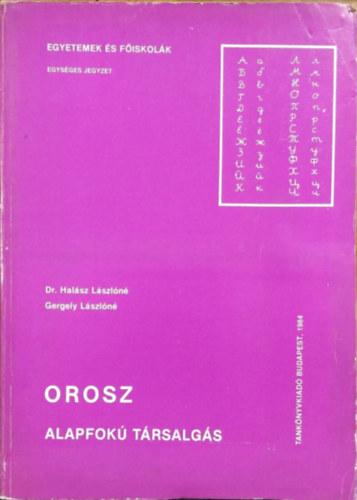 EGYETEMEK ÉS FŐISKOLÁK
EGYSÉGES JEGYZET
Dr. Halász Lászlóné
Gergely Lászlóné
OROSZ
ALAPFOKÚ TÁRSALGÁS
TANKÖNYVKIADÓ BUDAPEST, 1984